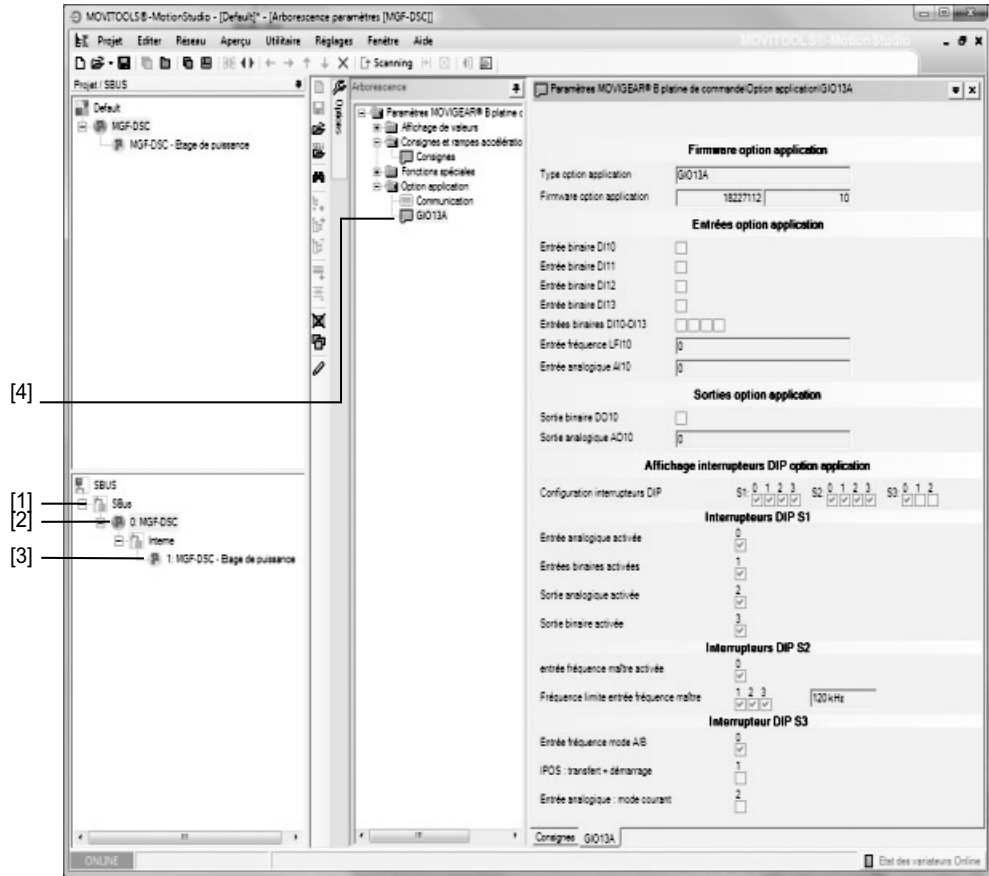 MOVITOOLS®-MotionStudio - [Default]* - [Arborescence paramètres [MGF-DSC]]
Projet Editer Réseau Aperçu Utilitaire Réglages Fenêtre Aide
MOVITOOLS®-MotionStudio
Scanning
Projet / SBUS
Default
MGF-DSC
MGF-DSC - Etage de puissance
Options
Arborescence
Paramètres MOVIGEAR® B platine c
Affichage de valeurs
Consignes et rampes accélératio
Consignes
Fonctions spéciales
Option application
Communication
GIO13A
Paramètres MOVIGEAR® B platine de commande\Option application\GIO13A
Firmware option application
Type option application GIO13A
Firmware option application 18227112 10
Entrées option application
Entrée binaire DI10
Entrée binaire DI11
Entrée binaire DI12
Entrée binaire DI13
Entrées binaires DI10-DI13
Entrée fréquence LFI10 0
Entrée analogique AI10 0
Sorties option application
Sortie binaire DO10
Sortie analogique AO10 0
Affichage interrupteurs DIP option application
Configuration interrupteurs DIP S1: 0 1 2 3 S2: 0 1 2 3 S3: 0 1 2
Interrupteurs DIP S1
Entrée analogique activée 0
Entrées binaires activées 1
Sortie analogique activée 2
Sortie binaire activée 3
Interrupteurs DIP S2
entrée fréquence maître activée 0
Fréquence limite entrée fréquence maître 1 2 3 120 kHz
Interrupteur DIP S3
Entrée fréquence mode A/B 0
IPOS : transfert + démarrage 1
Entrée analogique : mode courant 2
Consignes GIO13A
[4]
SBUS
[1] SBus
[2] 0: MGF-DSC
Interne
[3] 1: MGF-DSC - Etage de puissance
ONLINE
Etat des variateurs Online